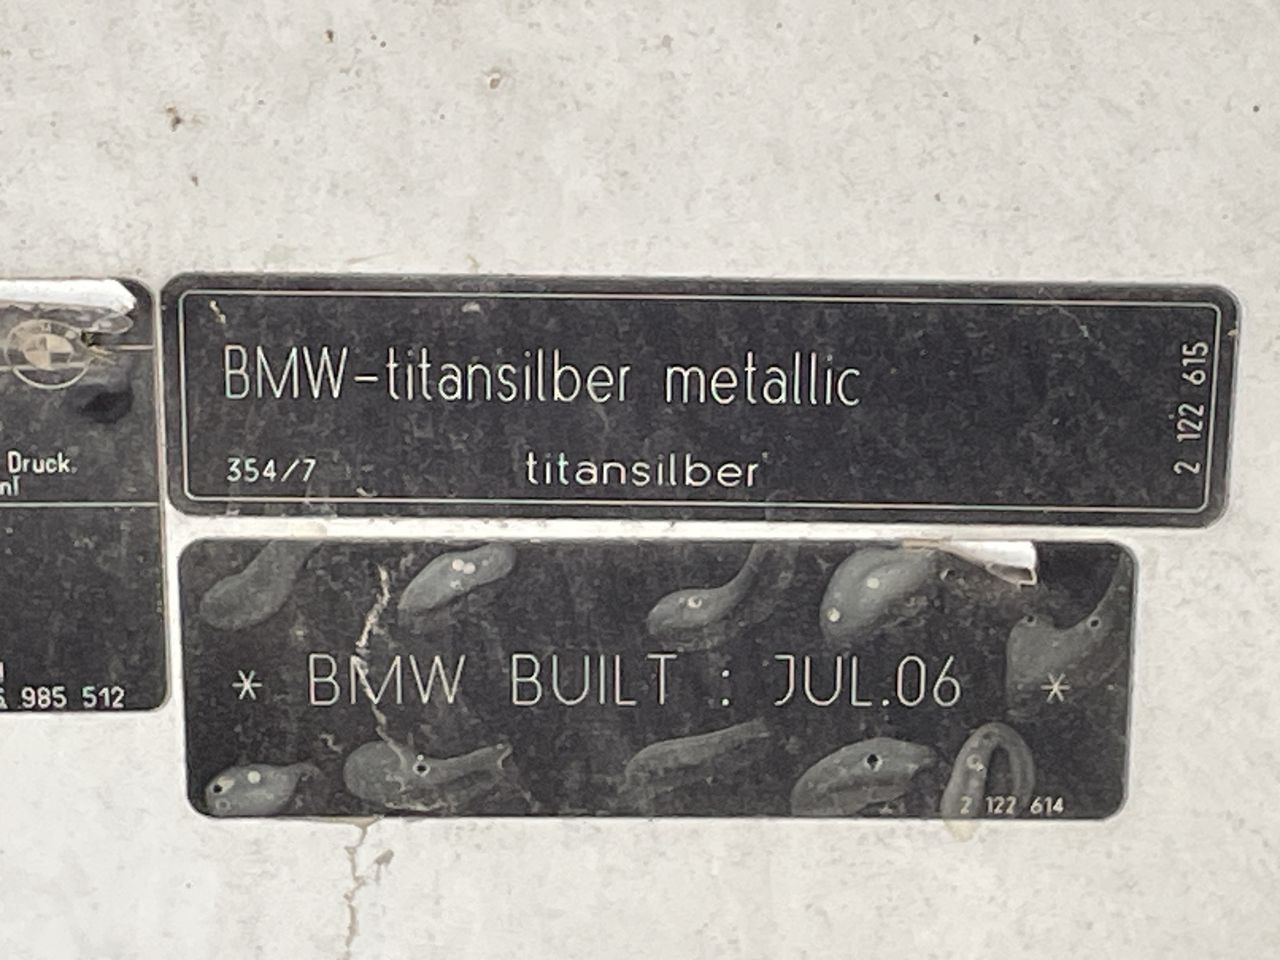 Druck.
985 512
BMW-titansilber metallic
354/7 titansilber
2 122 615
* BMW BUILT : JUL.06 *
2 122 614